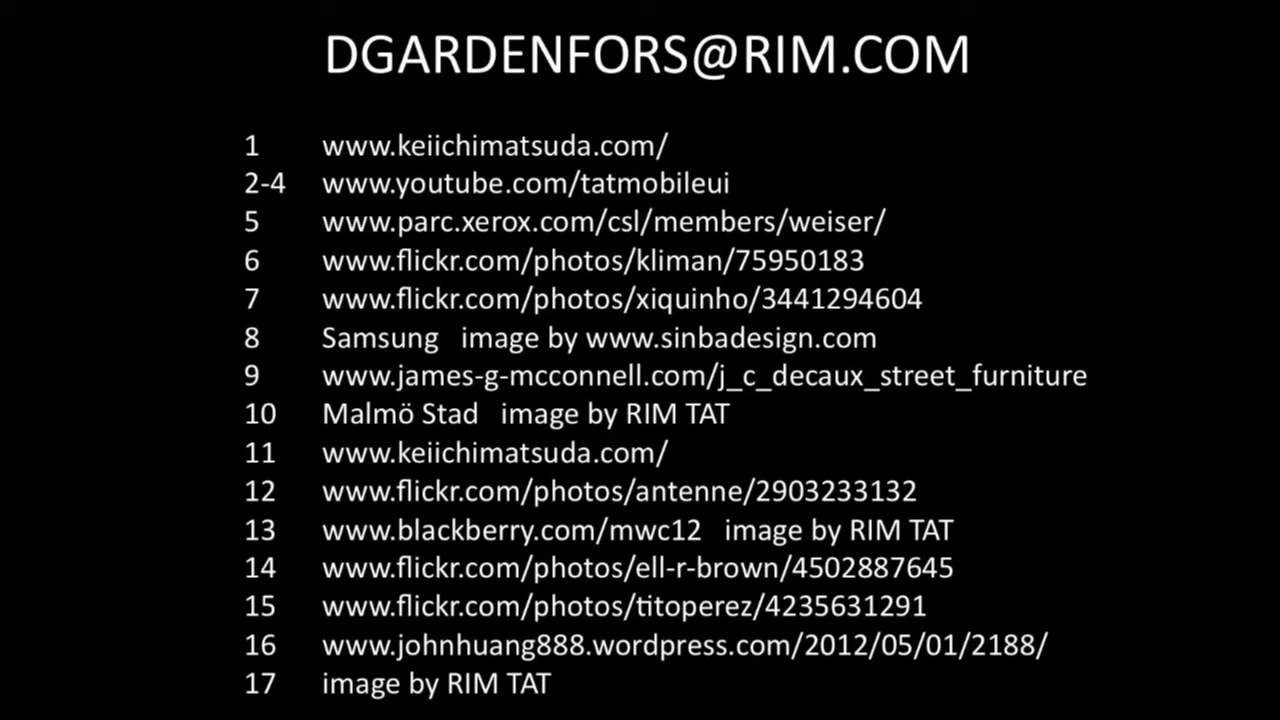 DGARDENFORS@RIM.COM
1 www.keiichimatsuda.com/
2-4 www.youtube.com/tatmobileui
5 www.parc.xerox.com/csl/members/weiser/
6 www.flickr.com/photos/kliman/75950183
7 www.flickr.com/photos/xiquinho/3441294604
8 Samsung image by www.sinbadesign.com
9 www.james-g-mcconnell.com/j_c_decaux_street_furniture
10 Malmö Stad image by RIM TAT
11 www.keiichimatsuda.com/
12 www.flickr.com/photos/antenne/2903233132
13 www.blackberry.com/mwc12 image by RIM TAT
14 www.flickr.com/photos/ell-r-brown/4502887645
15 www.flickr.com/photos/titoperez/4235631291
16 www.johnhuang888.wordpress.com/2012/05/01/2188/
17 image by RIM TAT